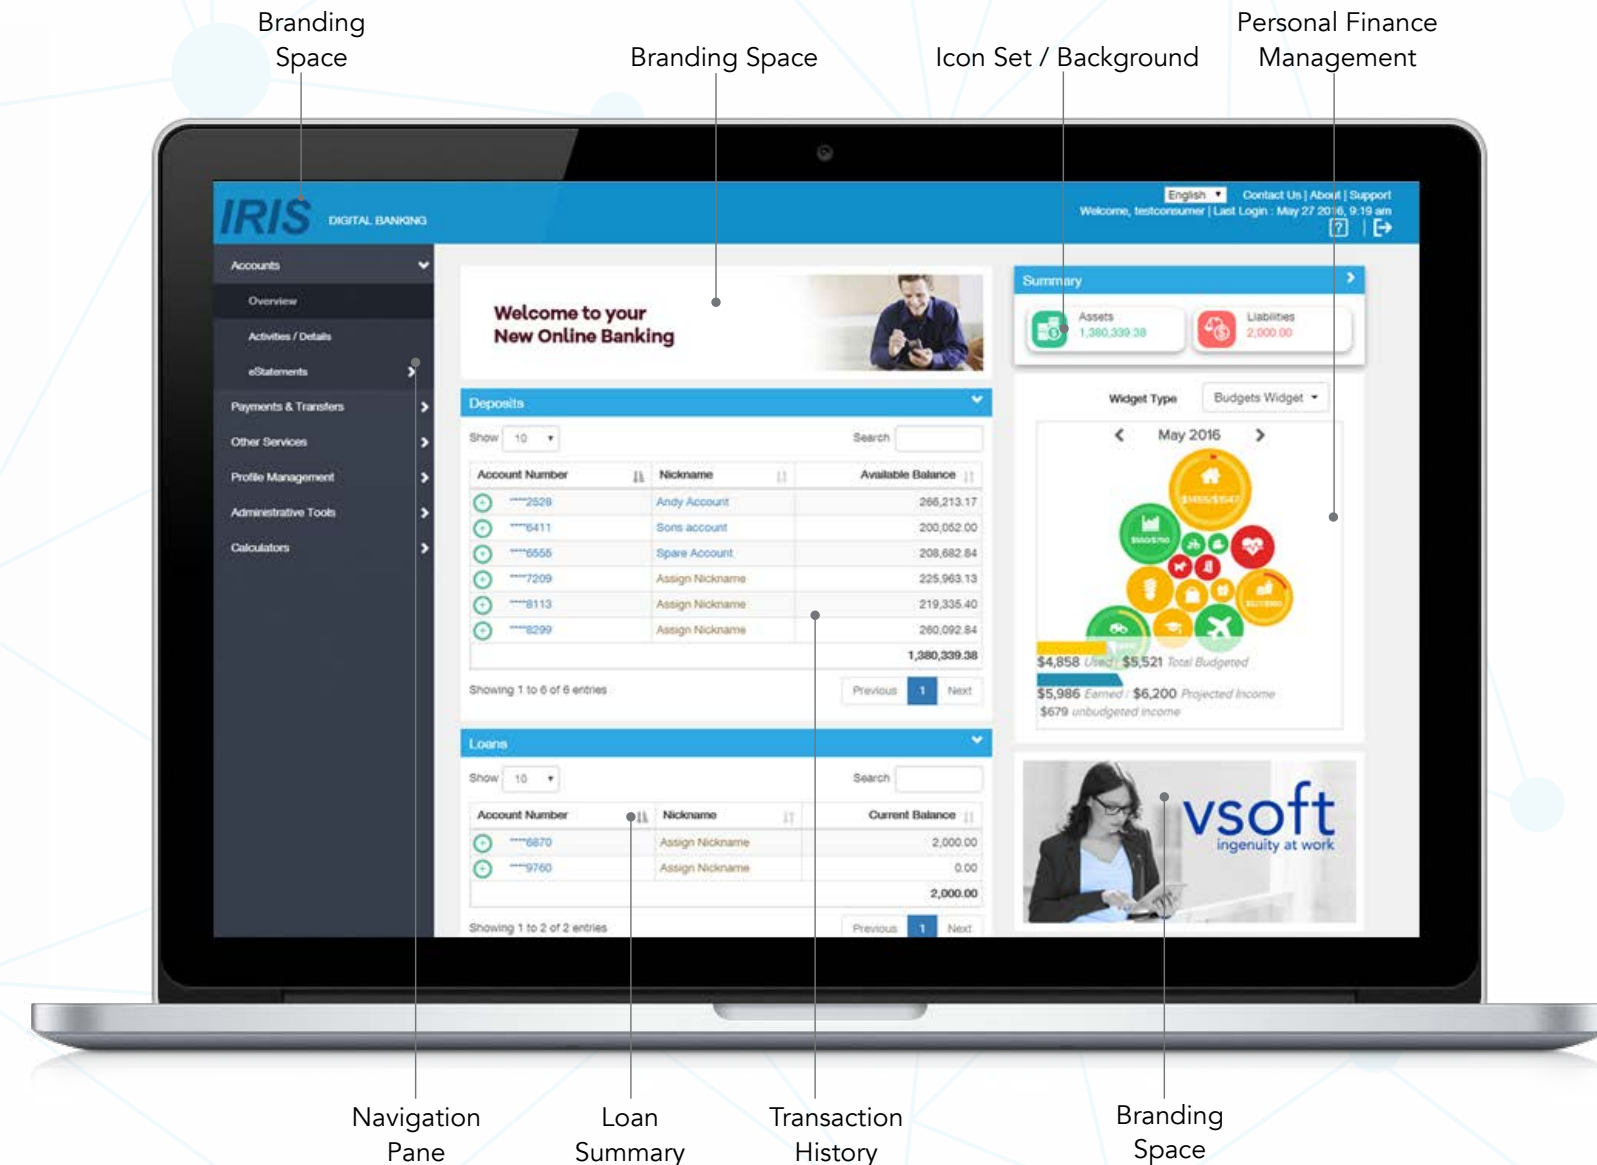 Branding
Space
Branding Space
Icon Set / Background
Personal Finance
Management
IRIS DIGITAL BANKING
English
Contact Us | About | Support
Welcome, testconsumer | Last Login : May 27 2016, 9:19 am
Accounts
Overview
Activities / Details
eStatements
Payments & Transfers
Other Services
Profile Management
Administrative Tools
Calculators
Welcome to your
New Online Banking
Deposits
Show 10 Search
Account Number Nickname Available Balance
****2528 Andy Account 266,213.17
****6411 Sons account 200,052.00
****6555 Spare Account 208,682.84
****7209 Assign Nickname 225,963.13
****8113 Assign Nickname 219,335.40
****8299 Assign Nickname 260,092.84
1,380,339.38
Showing 1 to 6 of 6 entries Previous 1 Next
Loans
Show 10 Search
Account Number Nickname Current Balance
****6870 Assign Nickname 2,000.00
****9760 Assign Nickname 0.00
2,000.00
Showing 1 to 2 of 2 entries Previous 1 Next
Summary
Assets
1,380,339.38
Liabilities
2,000.00
Widget Type Budgets Widget
May 2016
$1455/$1547
$550/$750
$4,858 Used / $5,521 Total Budgeted
$5,986 Earned / $6,200 Projected Income
$679 unbudgeted income
vsoft
ingenuity at work
Navigation
Pane
Loan
Summary
Transaction
History
Branding
Space